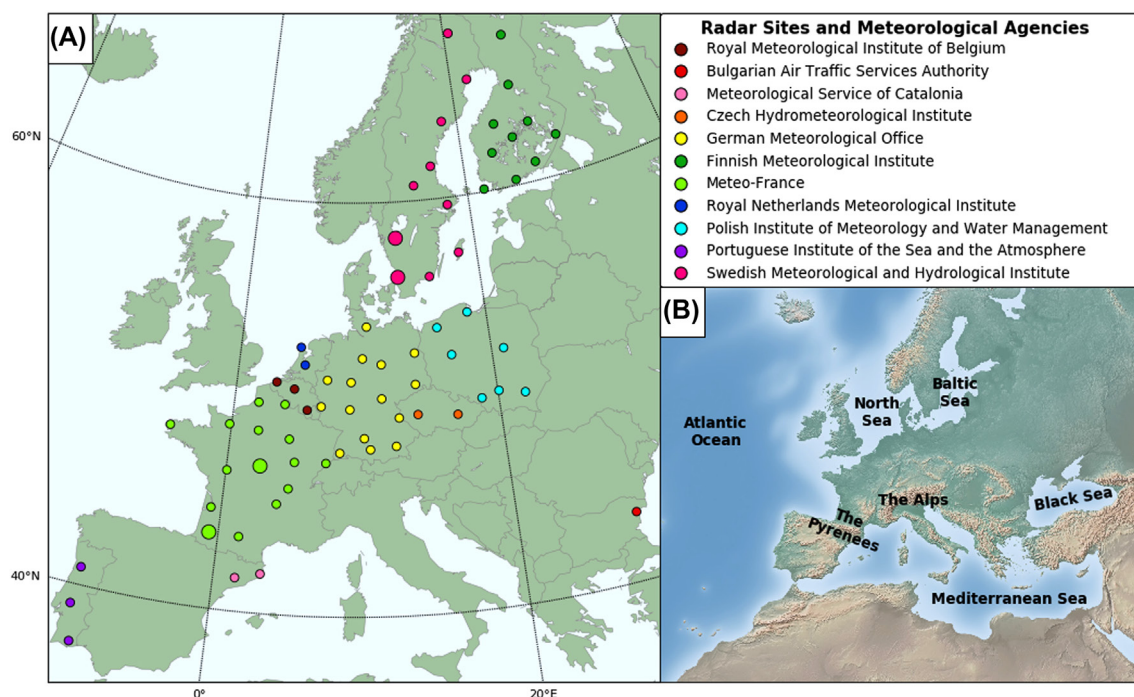 (A)
60°N
40°N
0°
20°E
Radar Sites and Meteorological Agencies
Royal Meteorological Institute of Belgium
Bulgarian Air Traffic Services Authority
Meteorological Service of Catalonia
Czech Hydrometeorological Institute
German Meteorological Office
Finnish Meteorological Institute
Meteo-France
Royal Netherlands Meteorological Institute
Polish Institute of Meteorology and Water Management
Portuguese Institute of the Sea and the Atmosphere
Swedish Meteorological and Hydrological Institute
(B)
Atlantic
Ocean
North
Sea
Baltic
Sea
The Alps
Black Sea
The
Pyrenees
Mediterranean Sea